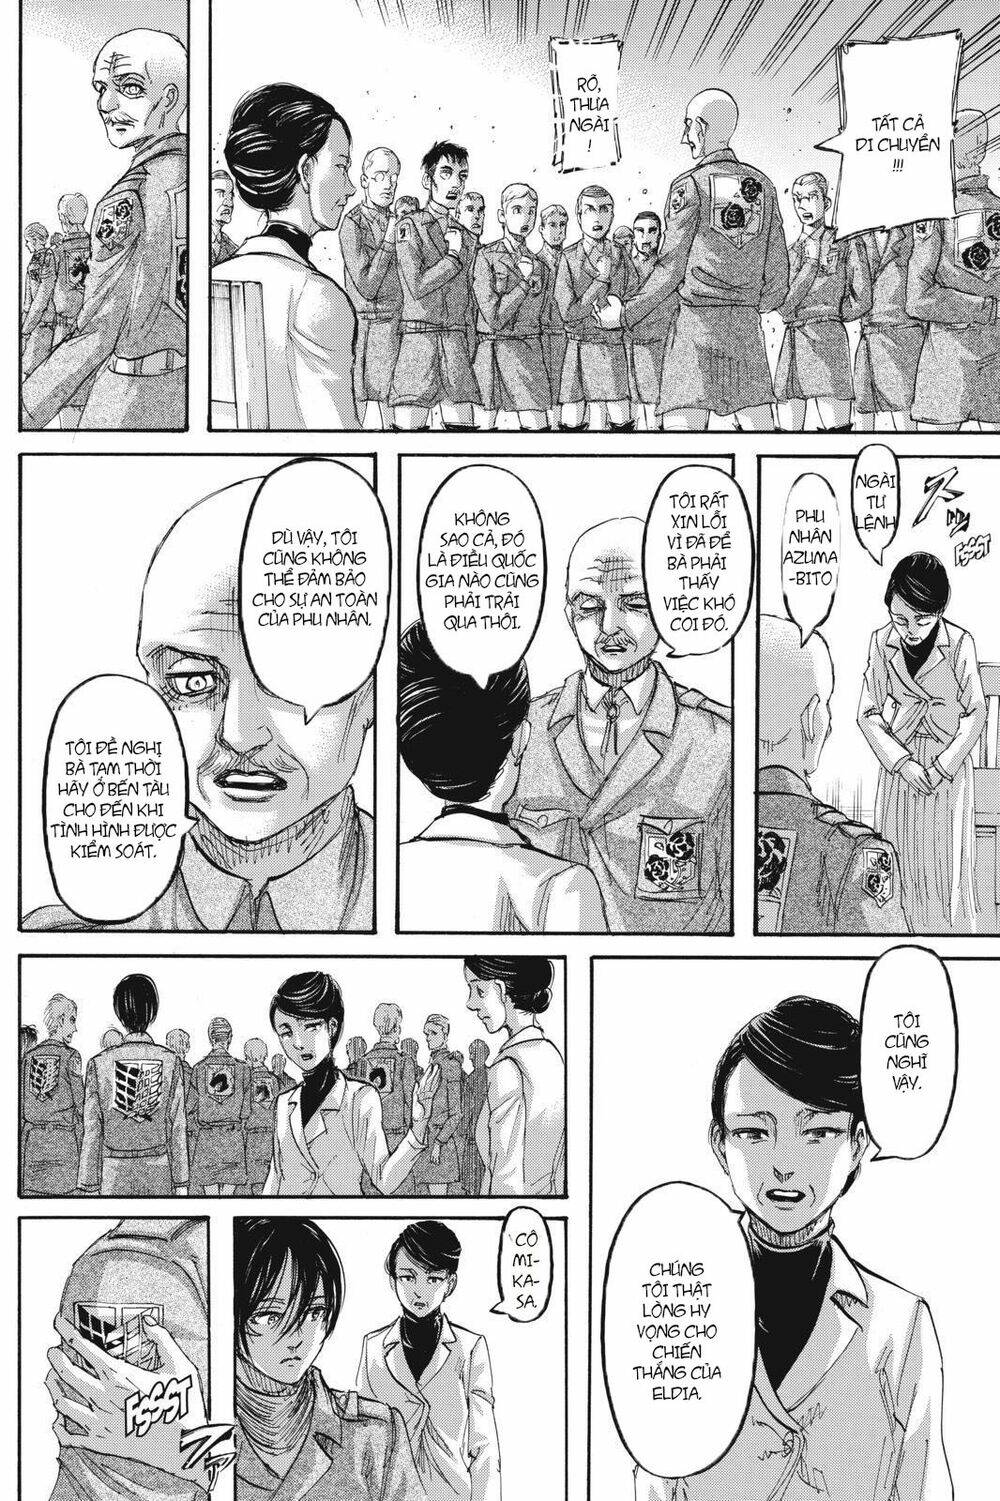 TẤT CẢ
DI CHUYỂN
!!!
RÕ,
THƯA
NGÀI
!
NGÀI
TƯ
LỆNH
PHU
NHÂN
AZUMA
-BITO
FSSST
TÔI RẤT
XIN LỖI
VÌ ĐÃ ĐỂ
BÀ PHẢI
THẤY
VIỆC KHÓ
COI ĐÓ.
KHÔNG
SAO CẢ, ĐÓ
LÀ ĐIỀU QUỐC
GIA NÀO CŨNG
PHẢI TRẢI
QUA THÔI.
DÙ VẬY, TÔI
CŨNG KHÔNG
THỂ ĐẢM BẢO
CHO SỰ AN TOÀN
CỦA PHU NHÂN.
TÔI ĐỀ NGHỊ
BÀ TẠM THỜI
HÃY Ở BẾN TÀU
CHO ĐẾN KHI
TÌNH HÌNH ĐƯỢC
KIỂM SOÁT.
TÔI
CŨNG
NGHĨ
VẬY.
CHÚNG
TÔI THẬT
LÒNG HY
VỌNG CHO
CHIẾN
THẮNG CỦA
ELDIA.
CÔ
MI-
KA-
SA.
FSSST